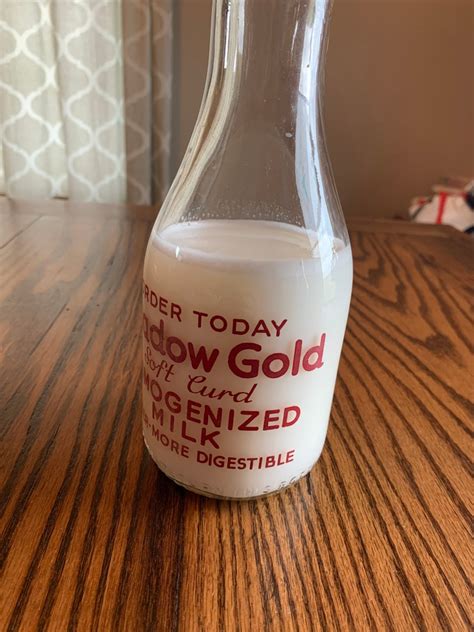 RDER TODAY
adow Gold
Soft Curd
MOGENIZED
MILK
MORE DIGESTIBLE